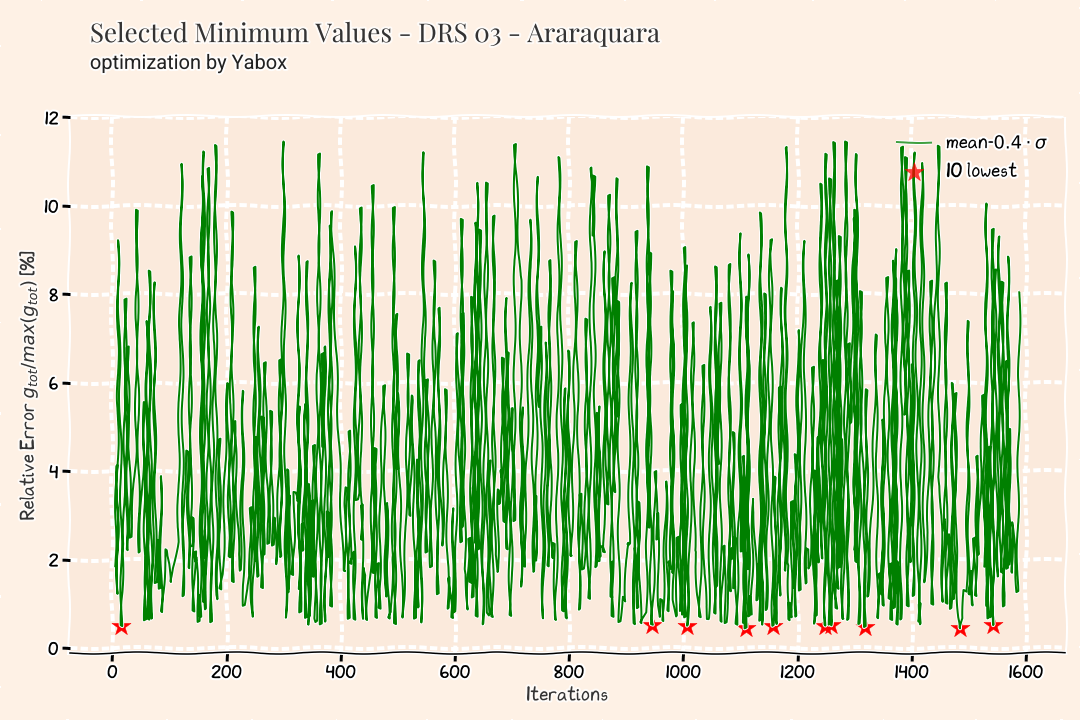 Selected Minimum Values - DRS 03 - Araraquara
optimization by Yabox
mean-0.4 · σ
10 lowest
Relative Error g_tot/max(g_tot) [%]
12
10
8
6
4
2
0
0 200 400 600 800 1000 1200 1400 1600
Iterations